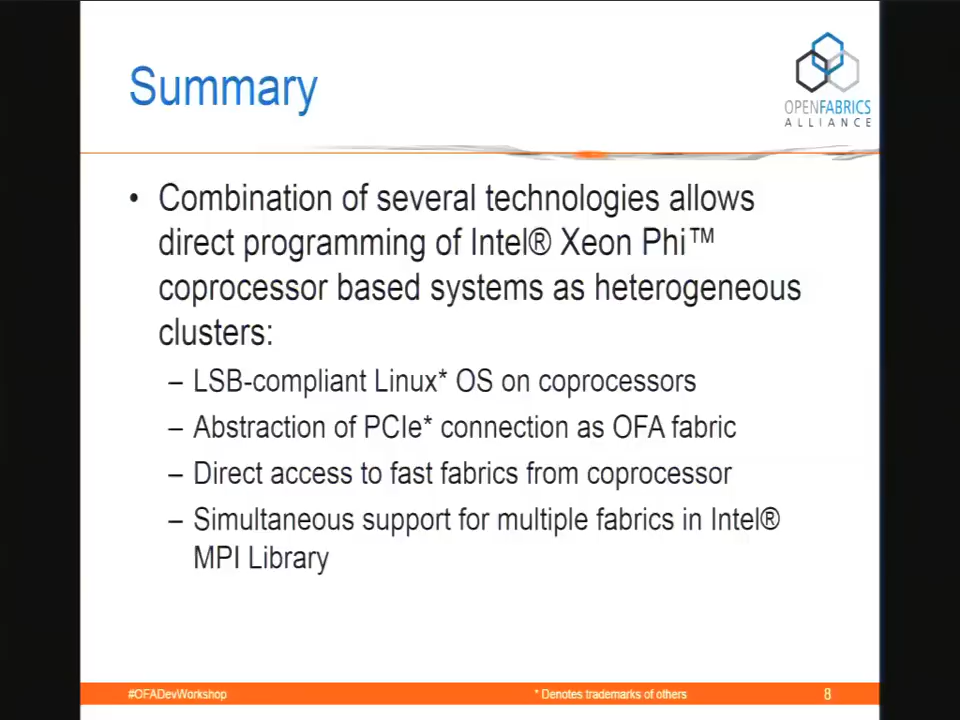 Summary
OPENFABRICS
ALLIANCE
• Combination of several technologies allows
direct programming of Intel® Xeon Phi™
coprocessor based systems as heterogeneous
clusters:
– LSB-compliant Linux* OS on coprocessors
– Abstraction of PCIe* connection as OFA fabric
– Direct access to fast fabrics from coprocessor
– Simultaneous support for multiple fabrics in Intel®
MPI Library
#OFADevWorkshop
* Denotes trademarks of others
8